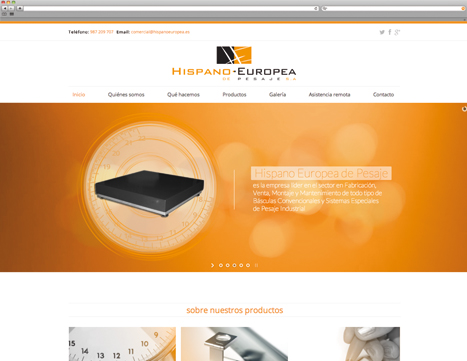 Teléfono: 967 209 707 Email: comercial@hispanoeuropea.es
HISPANO·EUROPEA
DE PESAJE S.A
Inicio Quiénes somos Qué hacemos Productos Galería Asistencia remota Contacto
Hispano Europea de Pesaje
es la empresa líder en el sector en Fabricación,
Venta, Montaje y Mantenimiento de todo tipo de
Básculas Convencionales y Sistemas Especiales
de Pesaje Industrial
sobre nuestros productos